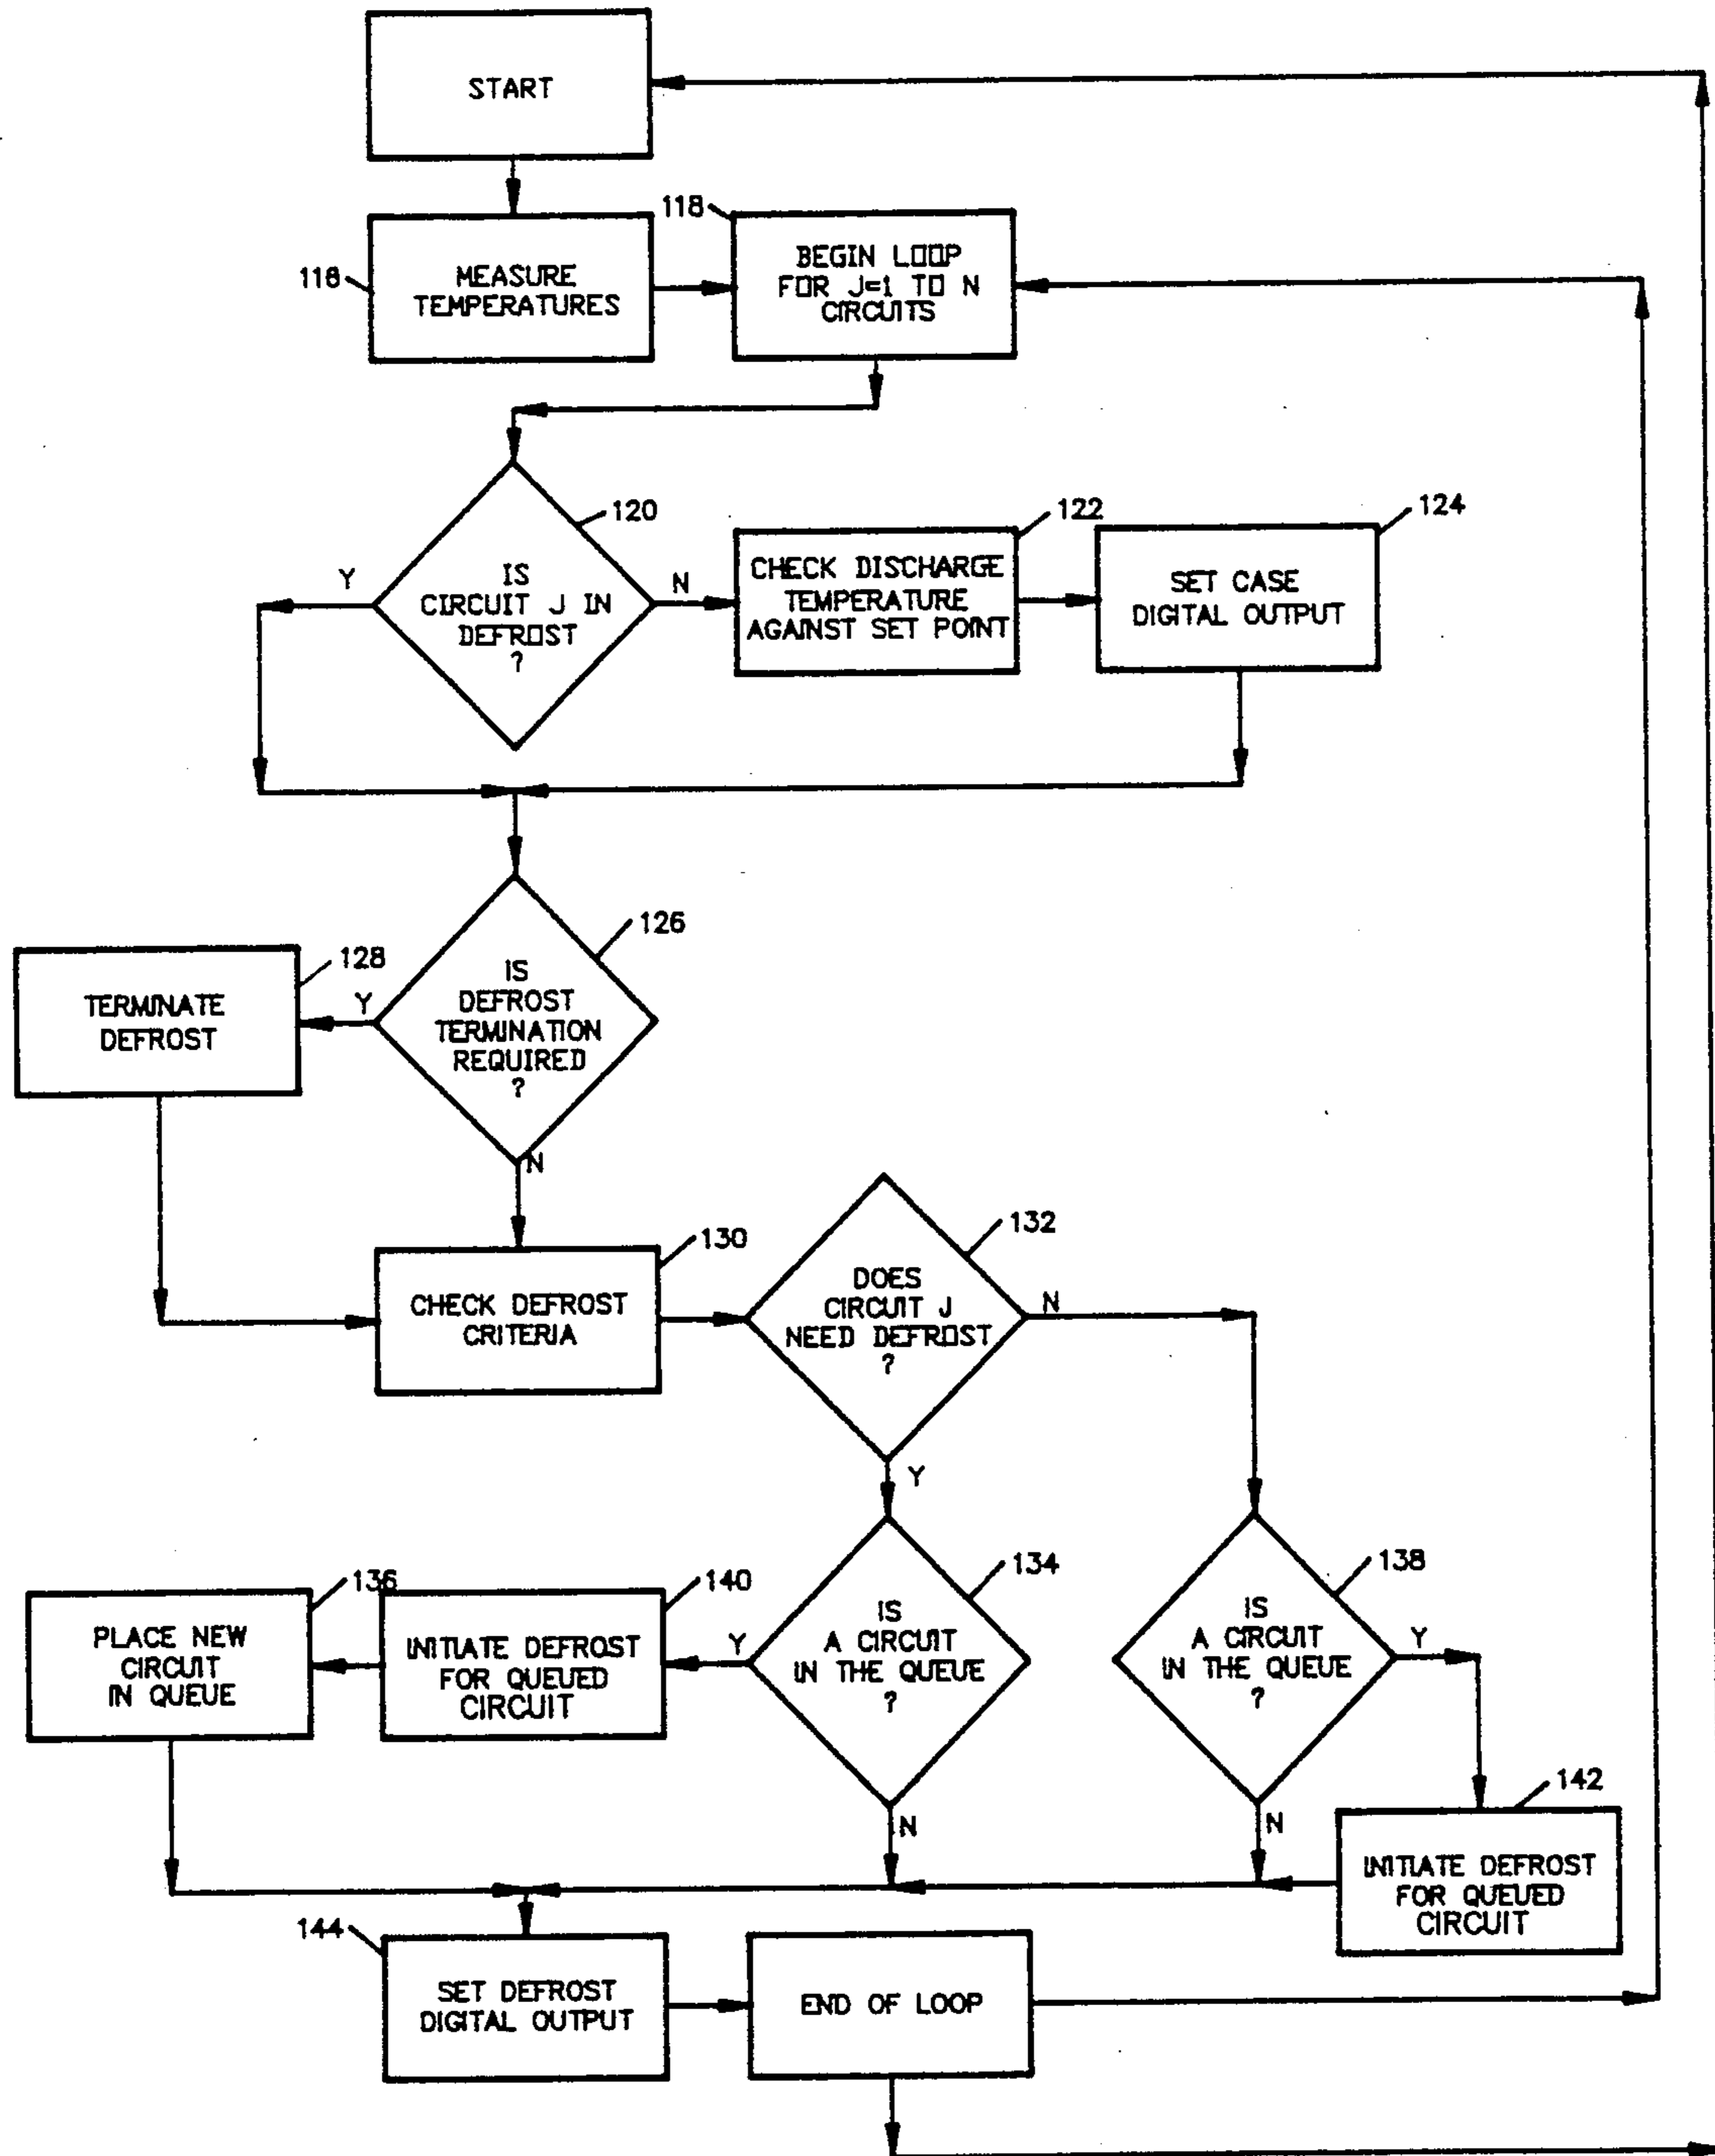 START
118
MEASURE
TEMPERATURES
118
BEGIN LOOP
FOR J=1 TO N
CIRCUITS
120
IS
CIRCUIT J IN
DEFROST
?
Y
N
122
CHECK DISCHARGE
TEMPERATURE
AGAINST SET POINT
124
SET CASE
DIGITAL OUTPUT
126
IS
DEFROST
TERMINATION
REQUIRED
?
Y
N
128
TERMINATE
DEFROST
130
CHECK DEFROST
CRITERIA
132
DOES
CIRCUIT J
NEED DEFROST
?
N
Y
134
IS
A CIRCUIT
IN THE QUEUE
?
Y
N
138
IS
A CIRCUIT
IN THE QUEUE
?
Y
N
136
PLACE NEW
CIRCUIT
IN QUEUE
140
INITIATE DEFROST
FOR QUEUED
CIRCUIT
142
INITIATE DEFROST
FOR QUEUED
CIRCUIT
144
SET DEFROST
DIGITAL OUTPUT
END OF LOOP